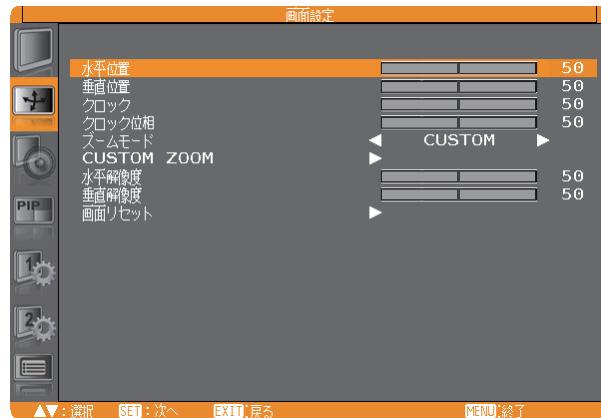 画面設定
水平位置 50
垂直位置 50
クロック 50
クロック位相 50
ズームモード CUSTOM
CUSTOM ZOOM
水平解像度 50
垂直解像度 50
画面リセット
PIP
1
2
▲▼:選択 SET:次へ EXIT:戻る MENU:終了